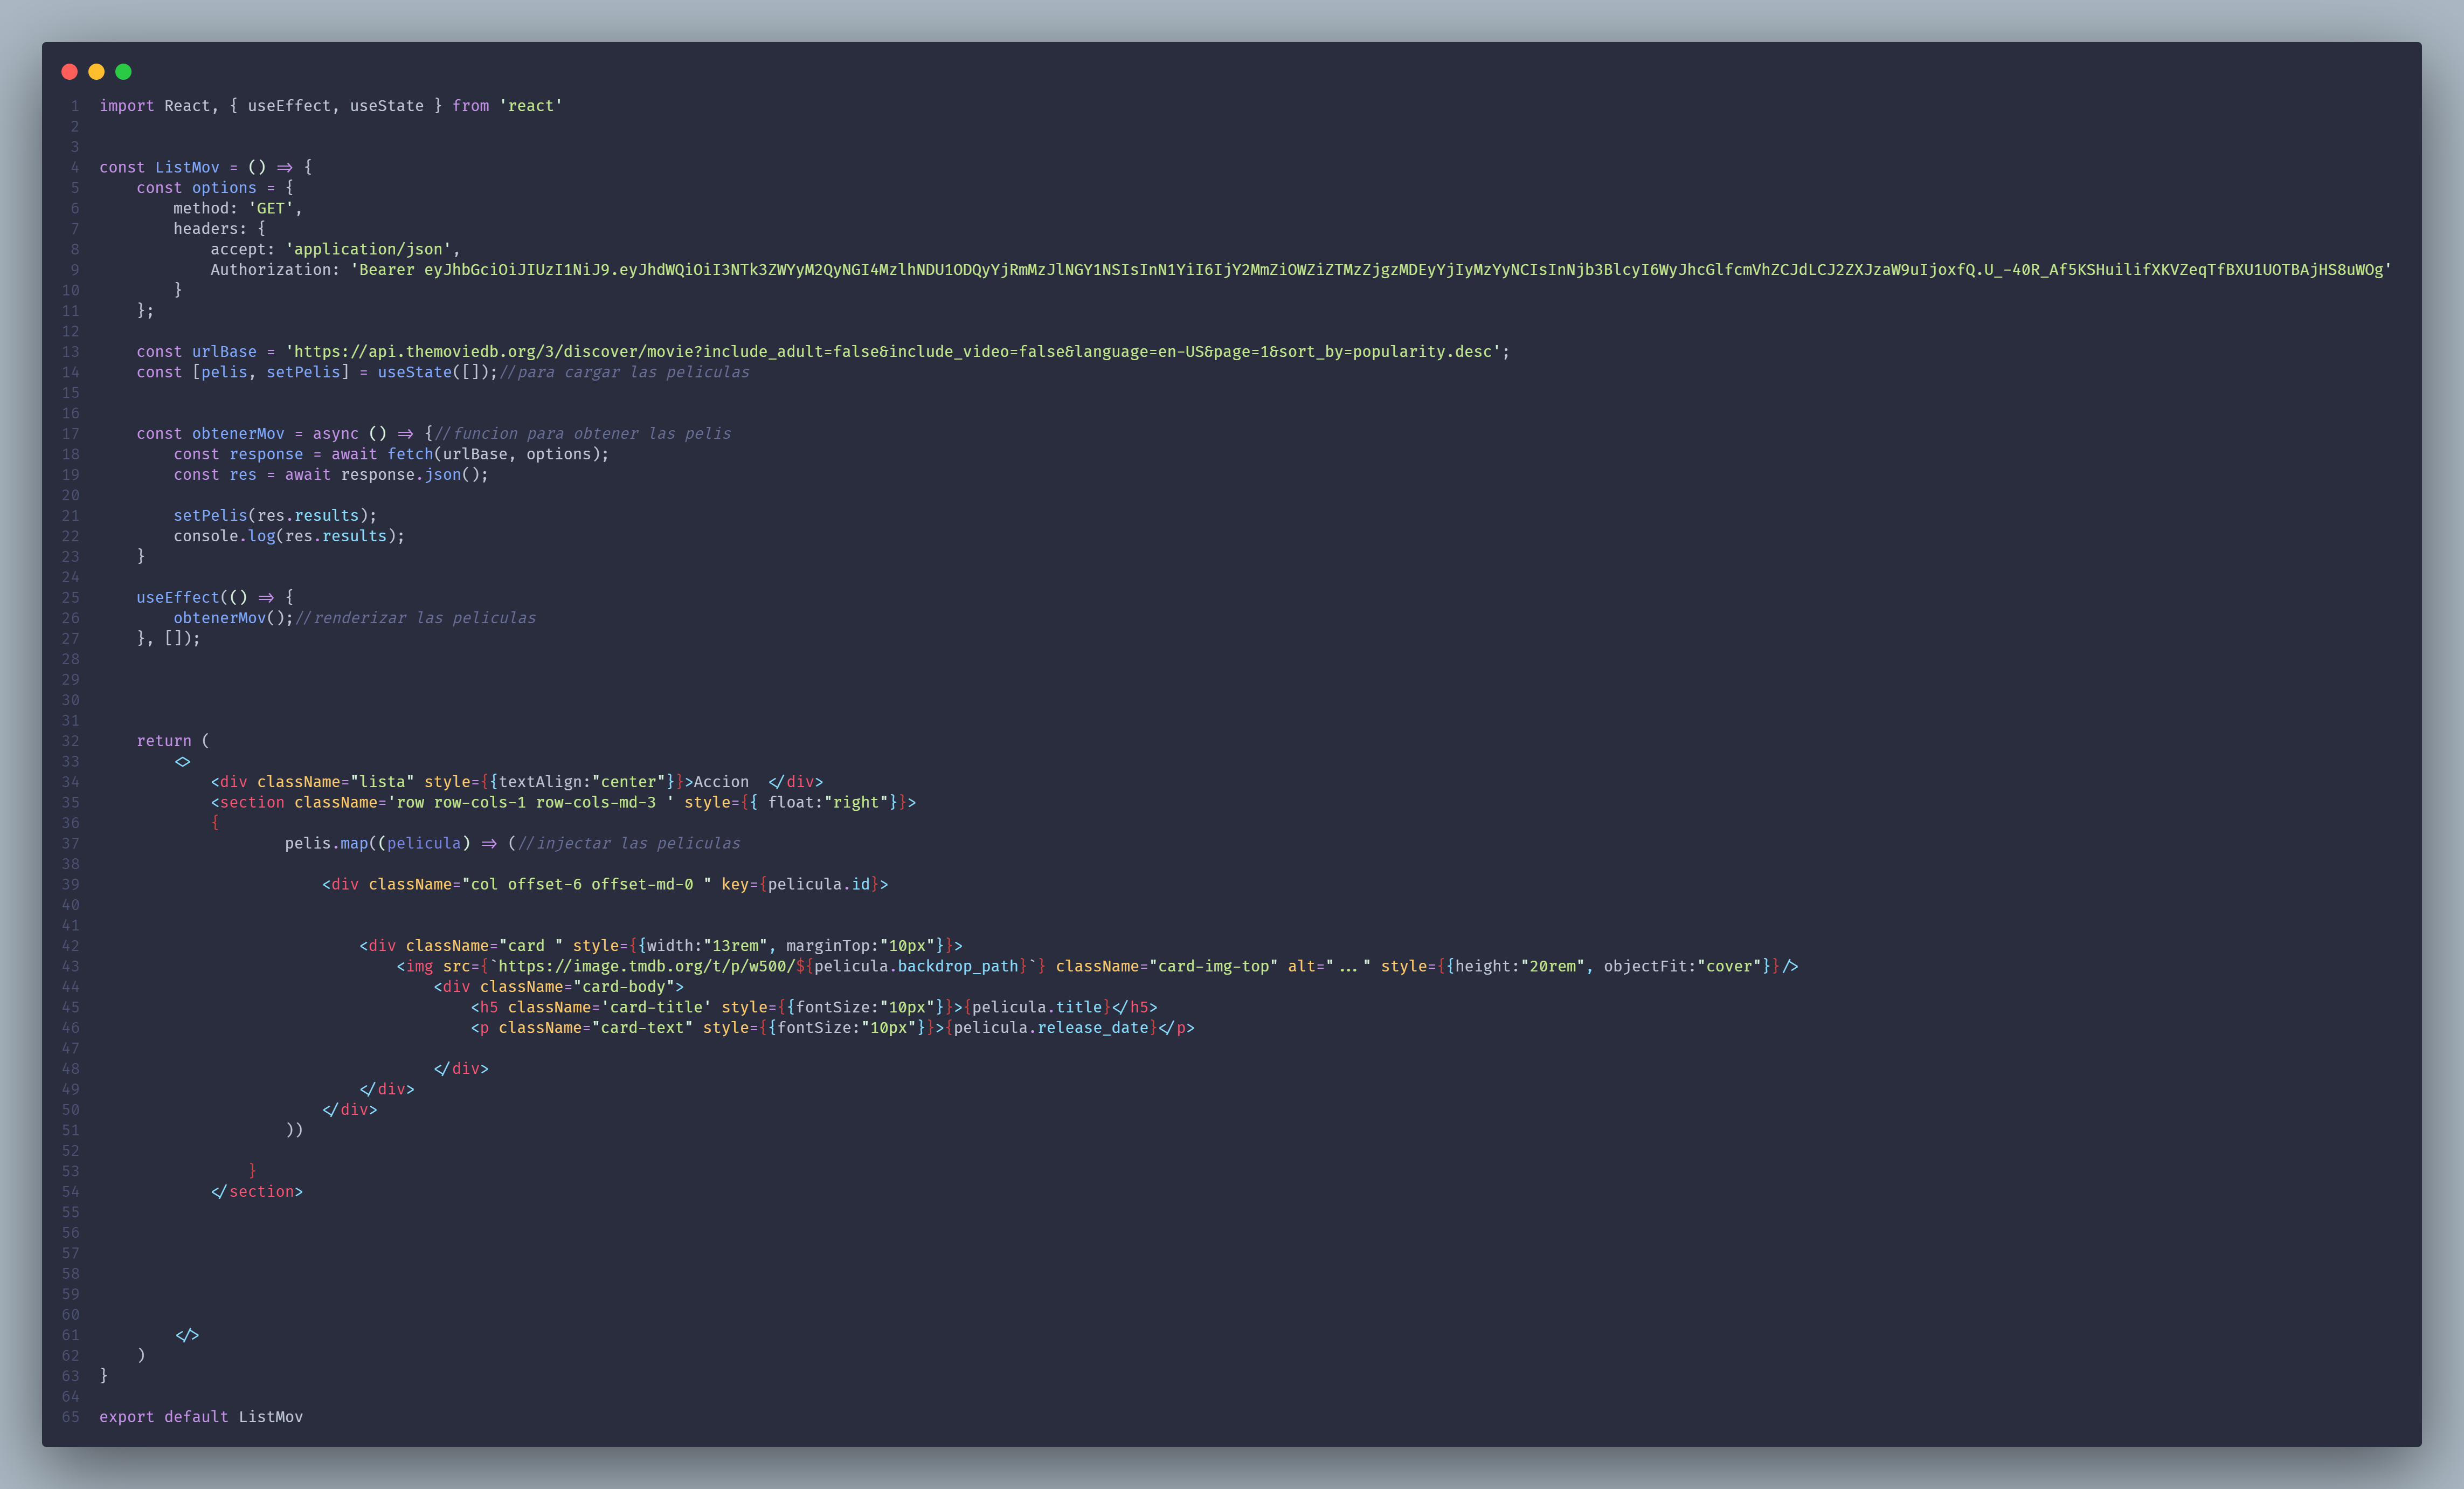 1 import React, { useEffect, useState } from 'react'
2
3
4 const ListMov = () => {
5     const options = {
6         method: 'GET',
7         headers: {
8             accept: 'application/json',
9             Authorization: 'Bearer
10         }
11     };
12
13     const urlBase = 'https://api.themoviedb.org/3/discover/movie?include_adult=false&include_video=false&language=en-US&page=1&sort_by=popularity.desc';
14     const [pelis, setPelis] = useState([]);//para cargar las peliculas
15
16
17     const obtenerMov = async () => {//funcion para obtener las pelis
18         const response = await fetch(urlBase, options);
19         const res = await response.json();
20
21         setPelis(res.results);
22         console.log(res.results);
23     }
24
25     useEffect(() => {
26         obtenerMov();//renderizar las peliculas
27     }, []);
28
29
30
31
32     return (
33         <>
34             <div className="lista" style={{textAlign:"center"}}>Accion  </div>
35             <section className='row row-cols-1 row-cols-md-3 ' style={{ float:"right"}}>
36             {
37                     pelis.map((pelicula) => (//injectar las peliculas
38
39                         <div className="col offset-6 offset-md-0 " key={pelicula.id}>
40
41
42                             <div className="card " style={{width:"13rem", marginTop:"10px"}}>
43                                 <img src={`https://image.tmdb.org/t/p/w500/${pelicula.backdrop_path}`} className="card-img-top" alt="..." style={{height:"20rem", objectFit:"cover"}}/>
44                                     <div className="card-body">
45                                         <h5 className='card-title' style={{fontSize:"10px"}}>{pelicula.title}</h5>
46                                         <p className="card-text" style={{fontSize:"10px"}}>{pelicula.release_date}</p>
47
48                                     </div>
49                             </div>
50                         </div>
51                     ))
52
53                 }
54             </section>
55
56
57
58
59
60
61         </>
62     )
63 }
64
65 export default ListMov